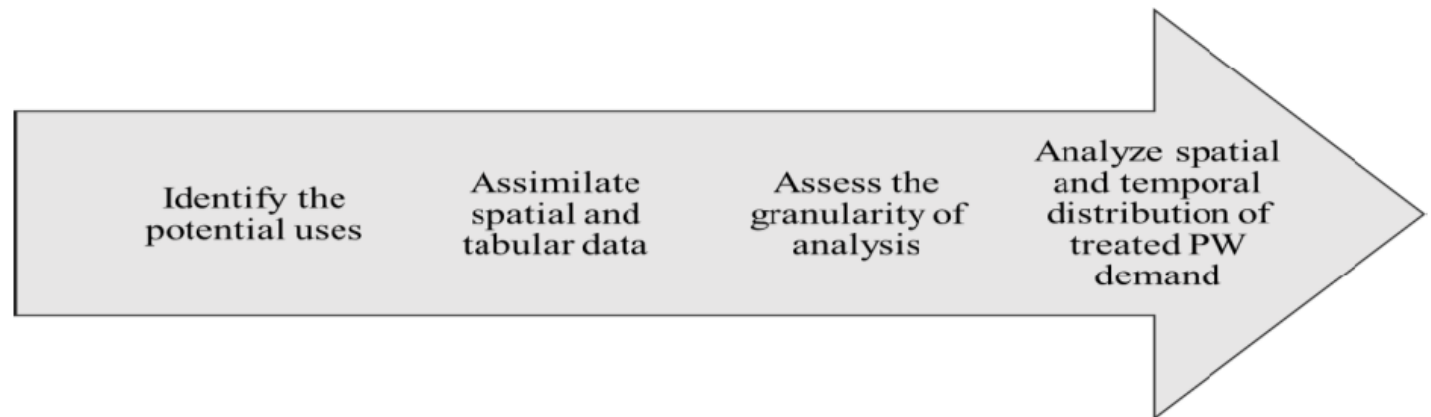 Identify the
potential uses
Assimilate
spatial and
tabular data
Assess the
granularity of
analysis
Analyze spatial
and temporal
distribution of
treated PW
demand